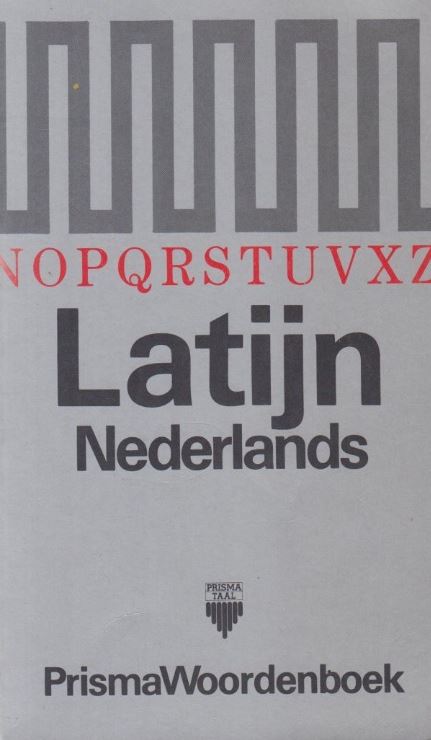 NOPQRSTUVXZ
Latijn
Nederlands
PRISMA
TAAL
PrismaWoordenboek